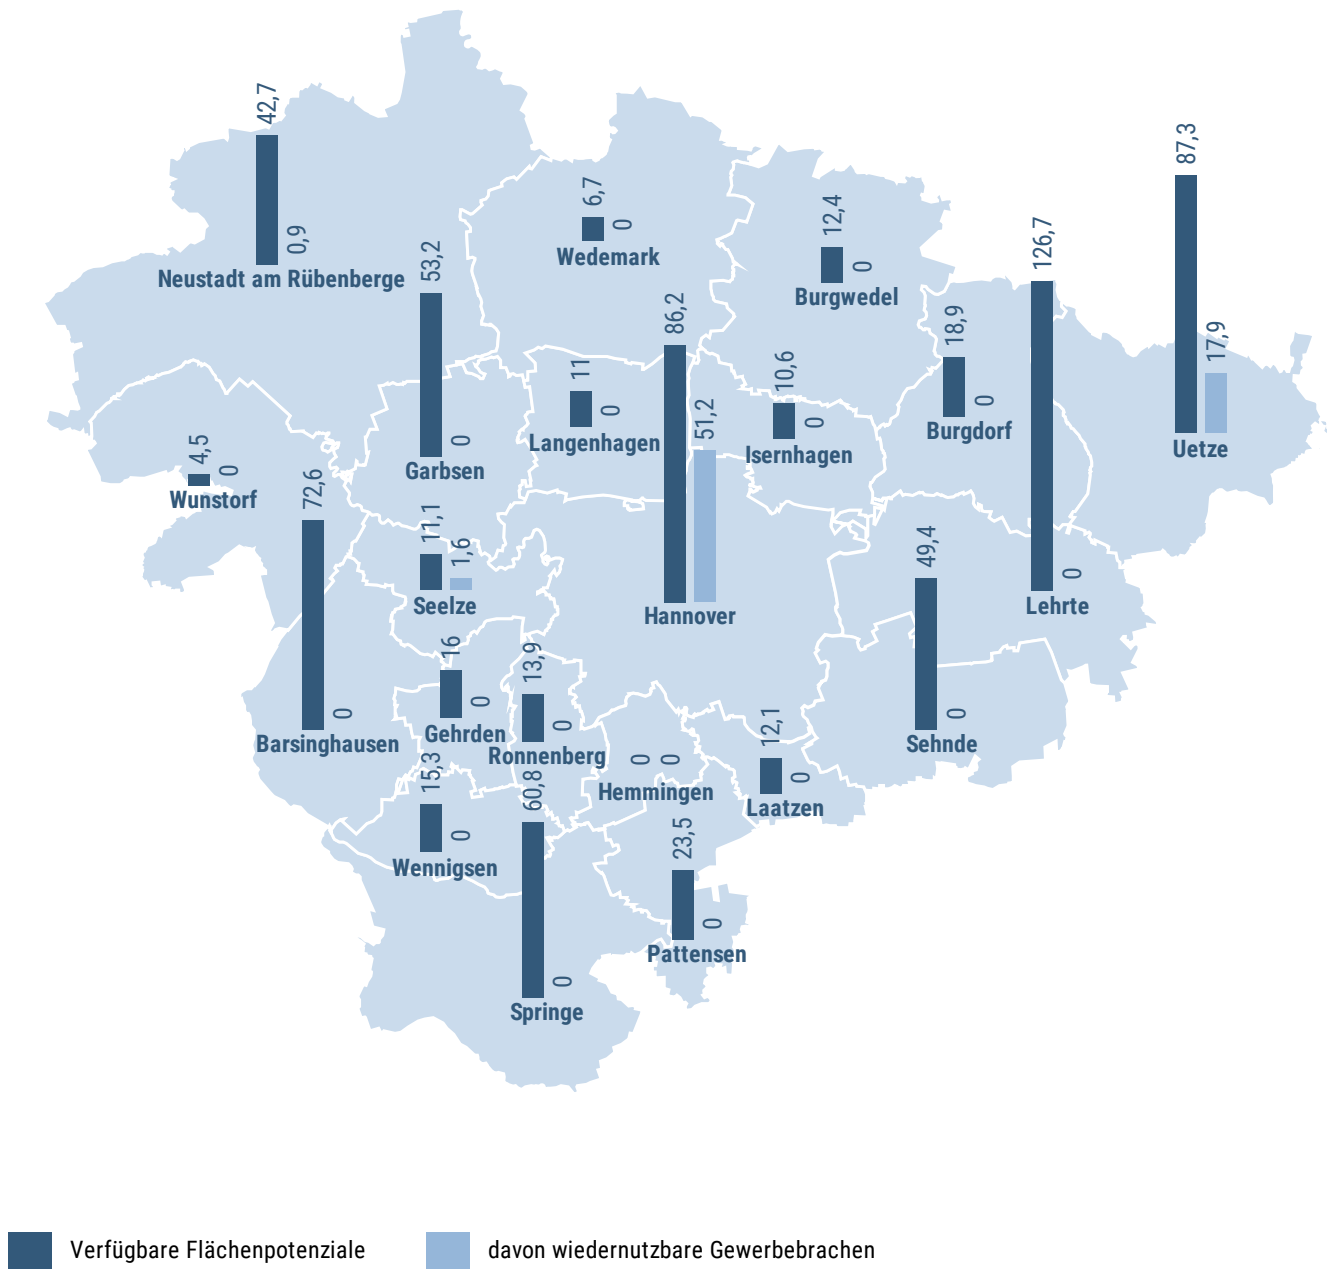 42,7
0,9
Neustadt am Rübenberge
6,7
0
Wedemark
12,4
0
Burgwedel
126,7
0
Lehrte
87,3
17,9
Uetze
53,2
0
Garbsen
11
0
Langenhagen
86,2
51,2
Hannover
10,6
0
Isernhagen
18,9
0
Burgdorf
4,5
0
Wunstorf
72,6
0
Barsinghausen
11,1
1,6
Seelze
49,4
0
Sehnde
16
0
Gehrden
13,9
0
Ronnenberg
0
0
Hemmingen
12,1
0
Laatzen
15,3
0
Wennigsen
60,8
0
Springe
23,5
0
Pattensen
Verfügbare Flächenpotenziale
davon wiedernutzbare Gewerbebrachen